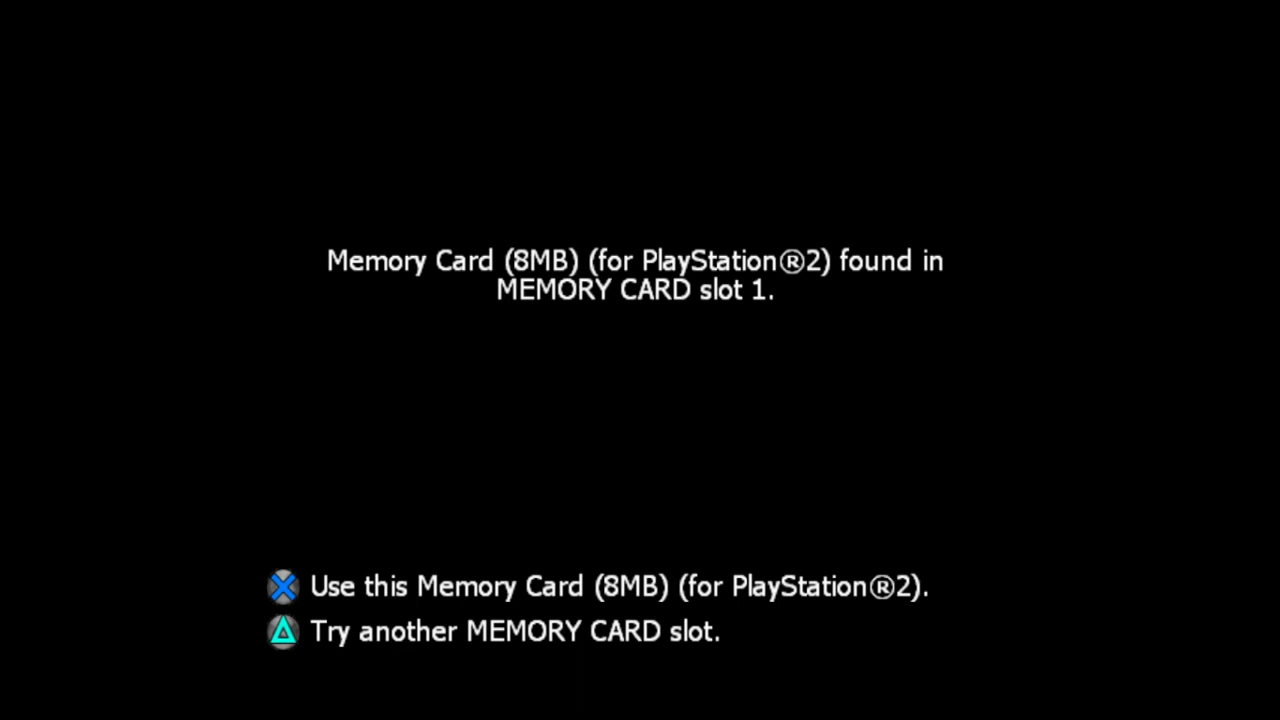 Memory Card (8MB) (for PlayStation®2) found in
MEMORY CARD slot 1.
Use this Memory Card (8MB) (for PlayStation®2).
Try another MEMORY CARD slot.